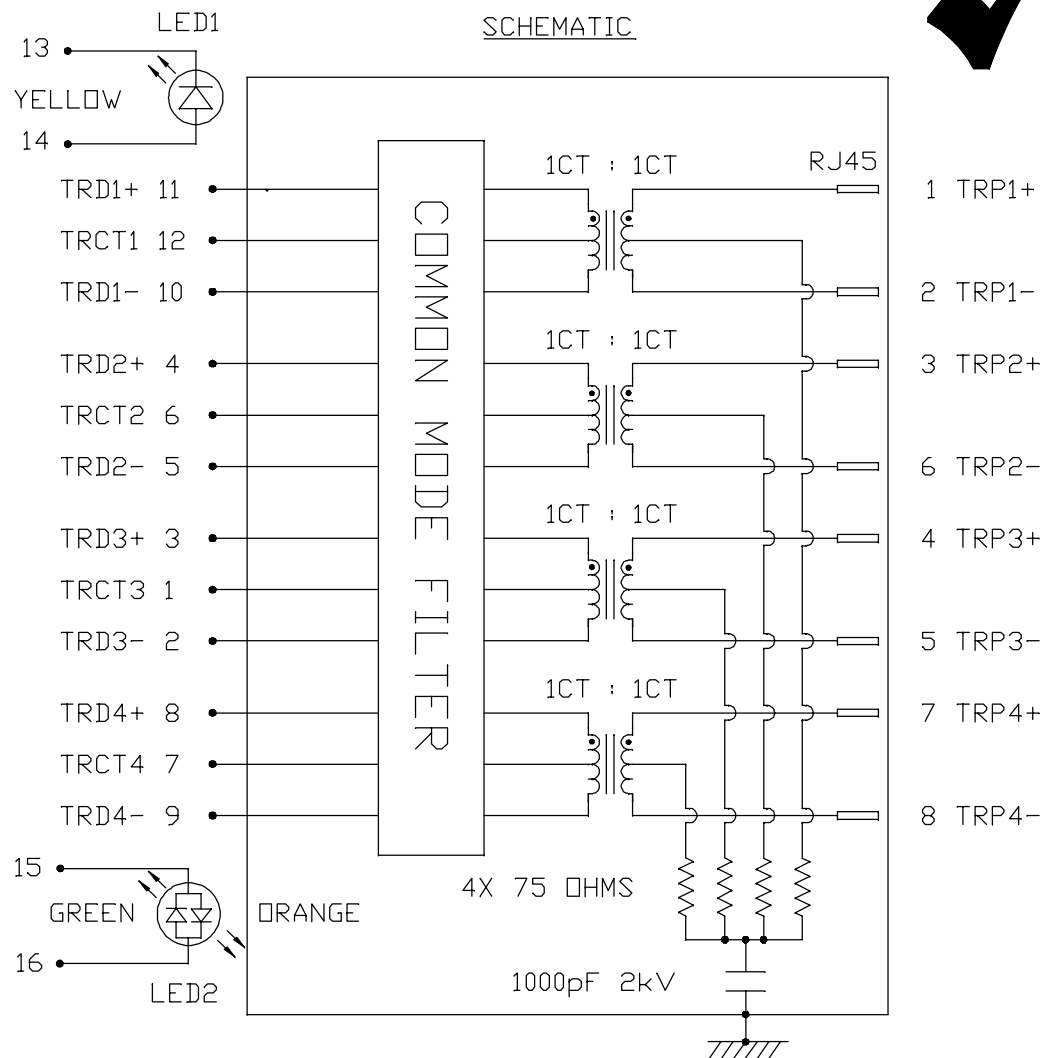 LED1
SCHEMATIC
13
YELLOW
14
1CT : 1CT
RJ45
TRD1+ 11
1 TRP1+
TRCT1 12
TRD1- 10
2 TRP1-
1CT : 1CT
TRD2+ 4
3 TRP2+
TRCT2 6
TRD2- 5
6 TRP2-
1CT : 1CT
TRD3+ 3
4 TRP3+
TRCT3 1
TRD3- 2
5 TRP3-
1CT : 1CT
TRD4+ 8
7 TRP4+
TRCT4 7
TRD4- 9
8 TRP4-
COMMON MODE FILTER
15
4X 75 OHMS
GREEN
ORANGE
16
LED2
1000pF 2kV